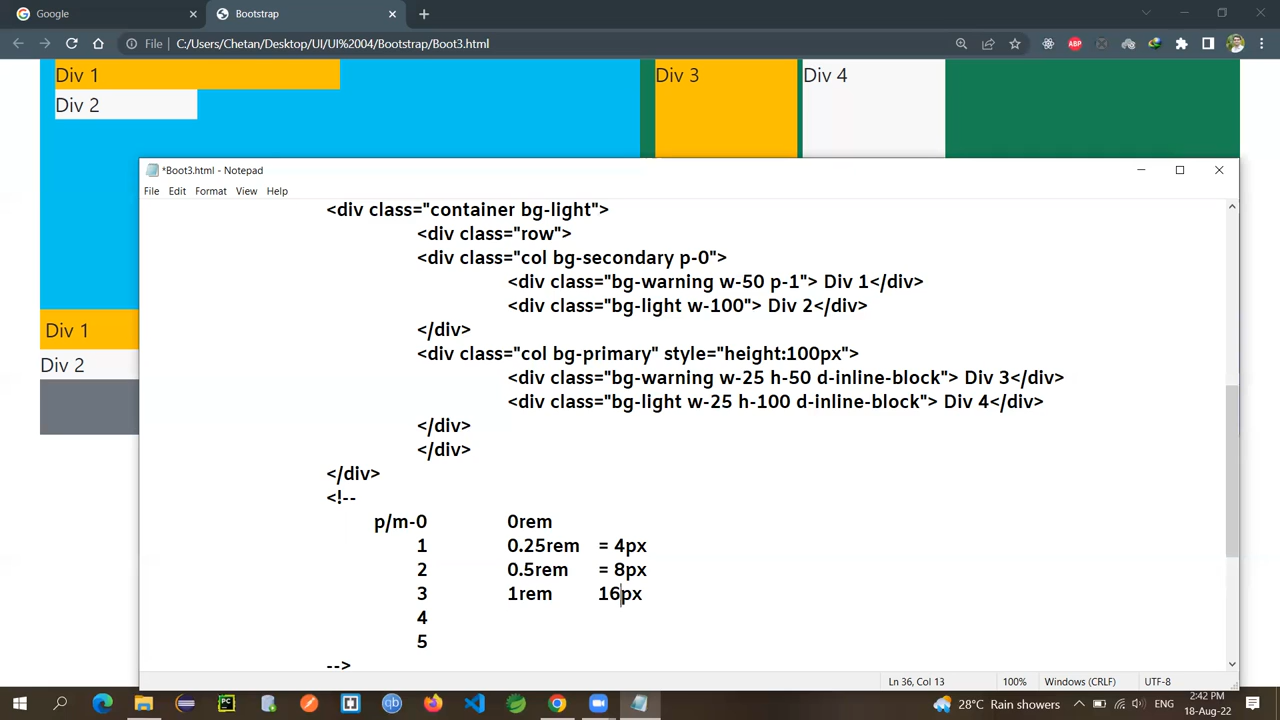 Google
Bootstrap
File
C:/Users/Chetan/Desktop/UI/UI%2004/Bootstrap/Boot3.html
ABP
Div 1
Div 2
Div 3
Div 4
Div 1
Div 2
*Boot3.html - Notepad
File Edit Format View Help
<div class="container bg-light">
<div class="row">
<div class="col bg-secondary p-0">
<div class="bg-warning w-50 p-1"> Div 1</div>
<div class="bg-light w-100"> Div 2</div>
</div>
<div class="col bg-primary" style="height:100px">
<div class="bg-warning w-25 h-50 d-inline-block"> Div 3</div>
<div class="bg-light w-25 h-100 d-inline-block"> Div 4</div>
</div>
</div>
</div>
<!--
p/m-0 0rem
1 0.25rem = 4px
2 0.5rem = 8px
3 1rem 16px
4
5
-->
Ln 36, Col 13 100% Windows (CRLF) UTF-8
PC qb 28°C Rain showers ENG 2:42 PM
18-Aug-22